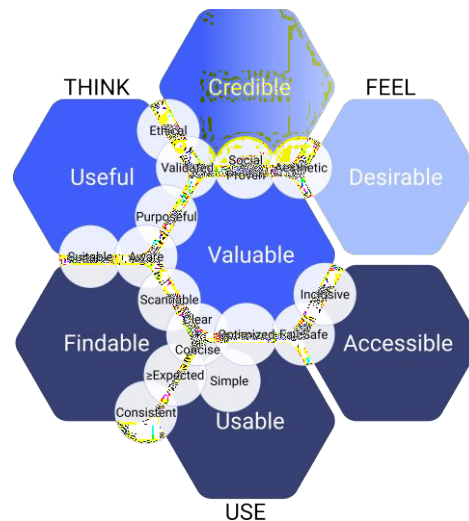 Credible
THINK
FEEL
Ethical
Validated
Social
Proven
Aesthetic
Useful
Desirable
Purposeful
Valuable
Suitable
Aware
Scannable
Inclusive
Clear
Optimized
Fail-Safe
Findable
Concise
Accessible
≥Expected
Simple
Consistent
Usable
USE